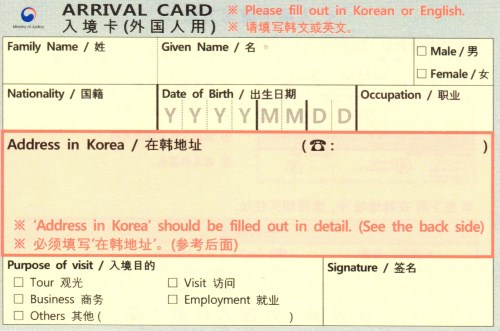 ARRIVAL CARD ※ Please fill out in Korean or English.
入境卡(外国人用) ※ 请填写韩文或英文。
Ministry of Justice
Family Name / 姓 Given Name / 名 □ Male / 男
□ Female / 女
Nationality / 国籍 Date of Birth / 出生日期 Occupation / 职业
Y Y Y Y M M D D
Address in Korea / 在韩地址 (☎: )
※ 'Address in Korea' should be filled out in detail. (See the back side)
※ 必须填写'在韩地址'。(参考后面)
Purpose of visit / 入境目的 Signature / 签名
□ Tour 观光 □ Visit 访问
□ Business 商务 □ Employment 就业
□ Others 其他 ( )